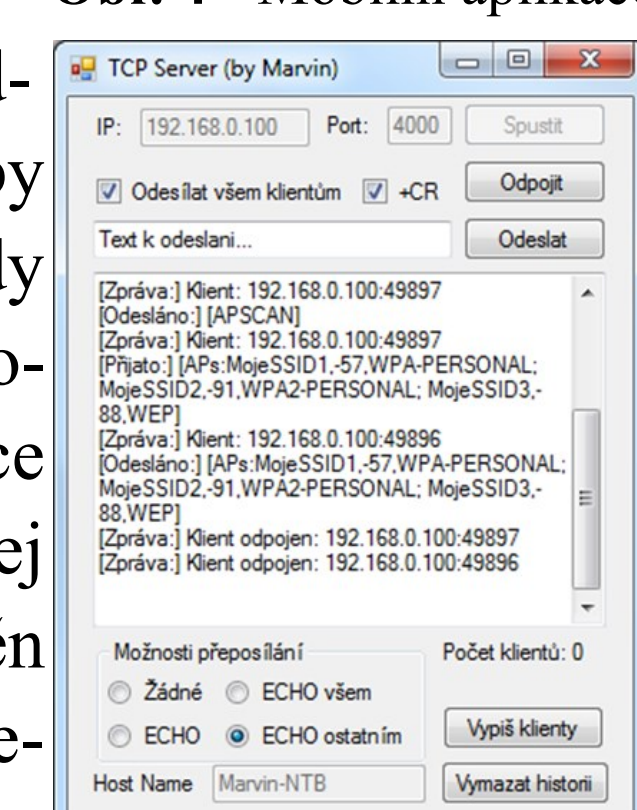 TCP Server (by Marvin)
IP: 192.168.0.100 Port: 4000 Spustit
Odesílat všem klientům +CR Odpojit
Text k odeslani... Odeslat
[Zpráva:] Klient: 192.168.0.100:49897
[Odesláno:] [APSCAN]
[Zpráva:] Klient: 192.168.0.100:49897
[Přijato:] [APs:MojeSSID1,-57,WPA-PERSONAL;
MojeSSID2,-91,WPA2-PERSONAL; MojeSSID3,-
88,WEP]
[Zpráva:] Klient: 192.168.0.100:49896
[Odesláno:] [APs:MojeSSID1,-57,WPA-PERSONAL;
MojeSSID2,-91,WPA2-PERSONAL; MojeSSID3,-
88,WEP]
[Zpráva:] Klient odpojen: 192.168.0.100:49897
[Zpráva:] Klient odpojen: 192.168.0.100:49896
Možnosti přeposílání Počet klientů: 0
Žádné ECHO všem
ECHO ECHO ostatním Vypiš klienty
Host Name Marvin-NTB Vymazat historii